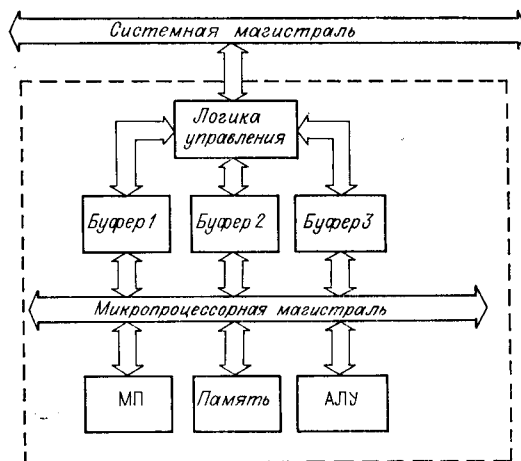 Системная магистраль
Логика
управления
Буфер 1
Буфер 2
Буфер 3
Микропроцессорная магистраль
МП
Память
АЛУ